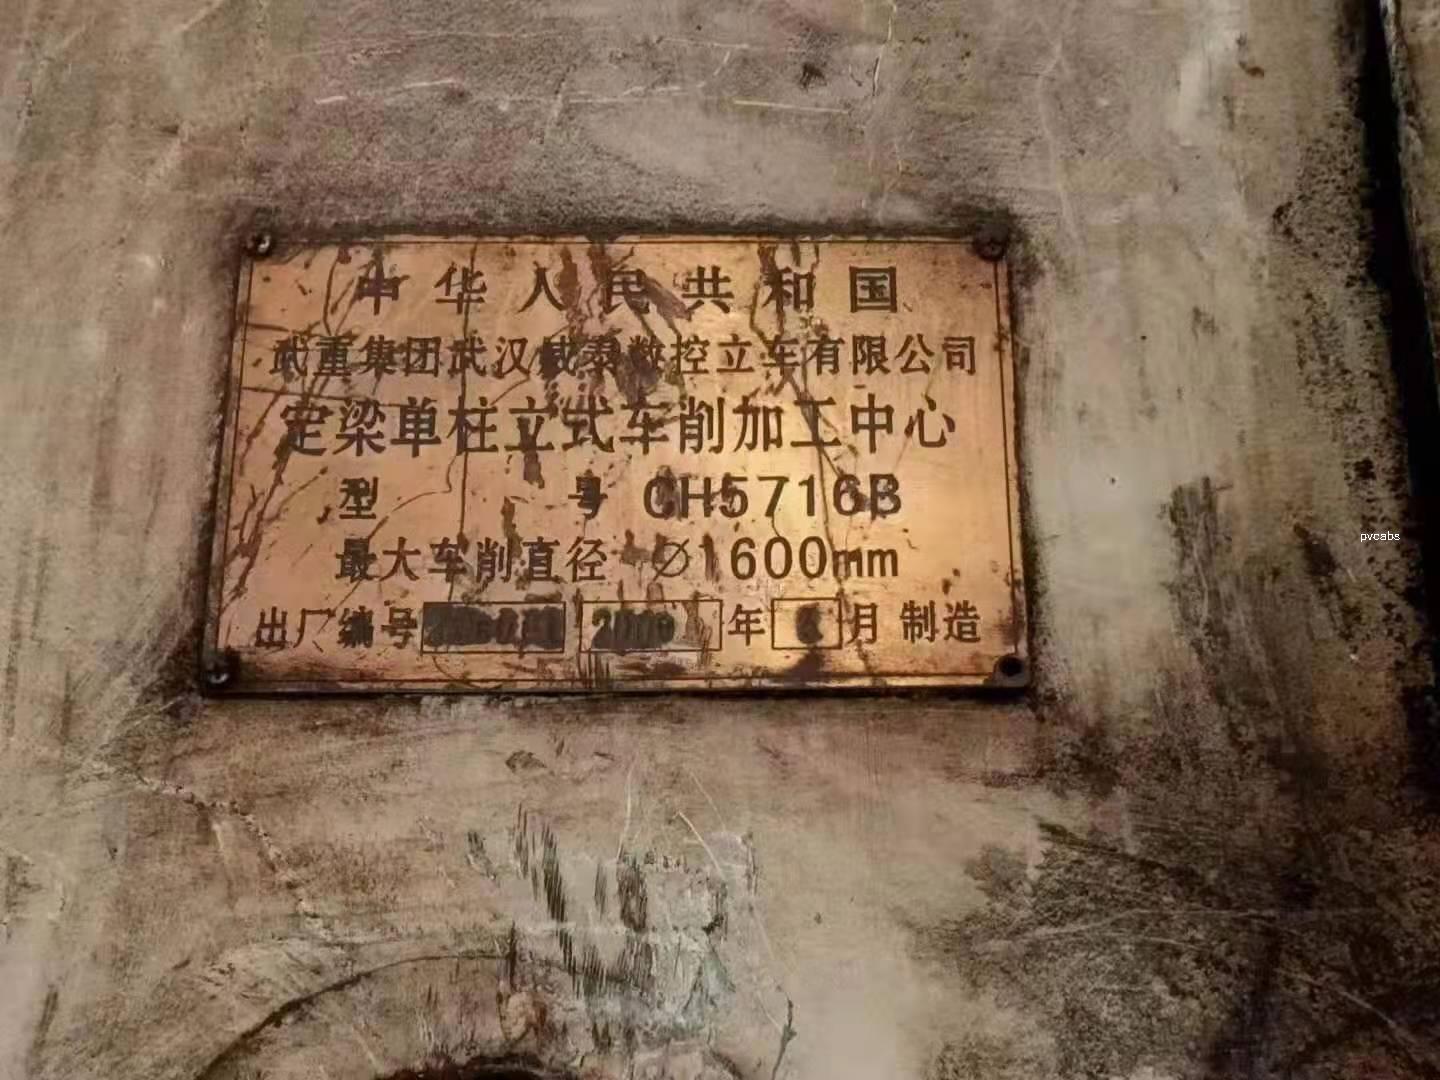 中华人民共和国
武重集团武汉威泰数控立车有限公司
定梁单柱立式车削加工中心
型 号 CH5716B
最大车削直径 ∅1600mm
出厂编号 年 月 制造
pvcabs